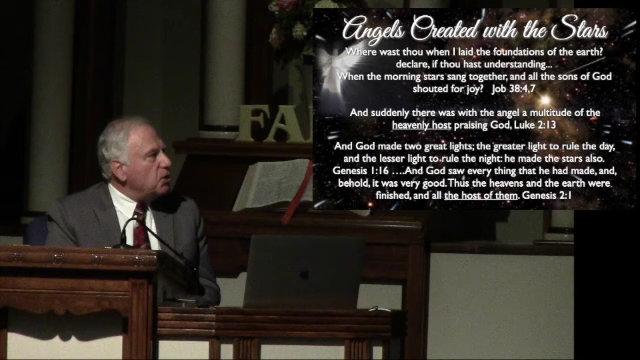 Angels Created with the Stars
Where wast thou when I laid the foundations of the earth?
declare, if thou hast understanding...
When the morning stars sang together, and all the sons of God
shouted for joy? Job 38:4,7
And suddenly there was with the angel a multitude of the
heavenly host praising God, Luke 2:13
And God made two great lights; the greater light to rule the day,
and the lesser light to rule the night: he made the stars also.
Genesis 1:16 ....And God saw every thing that he had made, and,
behold, it was very good. Thus the heavens and the earth were
finished, and all the host of them. Genesis 2:1
FA